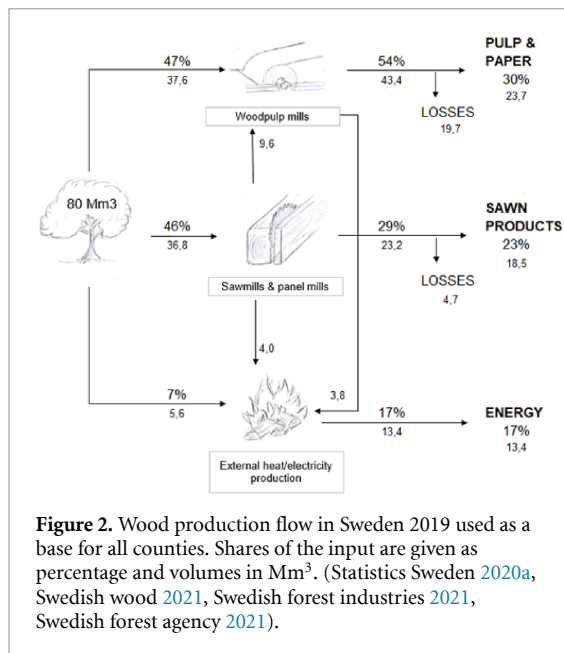 47%
37,6
54%
43,4
PULP &
PAPER
30%
23,7
LOSSES
19,7
Woodpulp mills
9,6
80 Mm3
46%
36,8
29%
23,2
SAWN
PRODUCTS
23%
18,5
LOSSES
4,7
Sawmills & panel mills
4,0
3,8
7%
5,6
17%
13,4
ENERGY
17%
13,4
External heat/electricity
production
Figure 2. Wood production flow in Sweden 2019 used as a
base for all counties. Shares of the input are given as
percentage and volumes in Mm³. (Statistics Sweden 2020a,
Swedish wood 2021, Swedish forest industries 2021,
Swedish forest agency 2021).